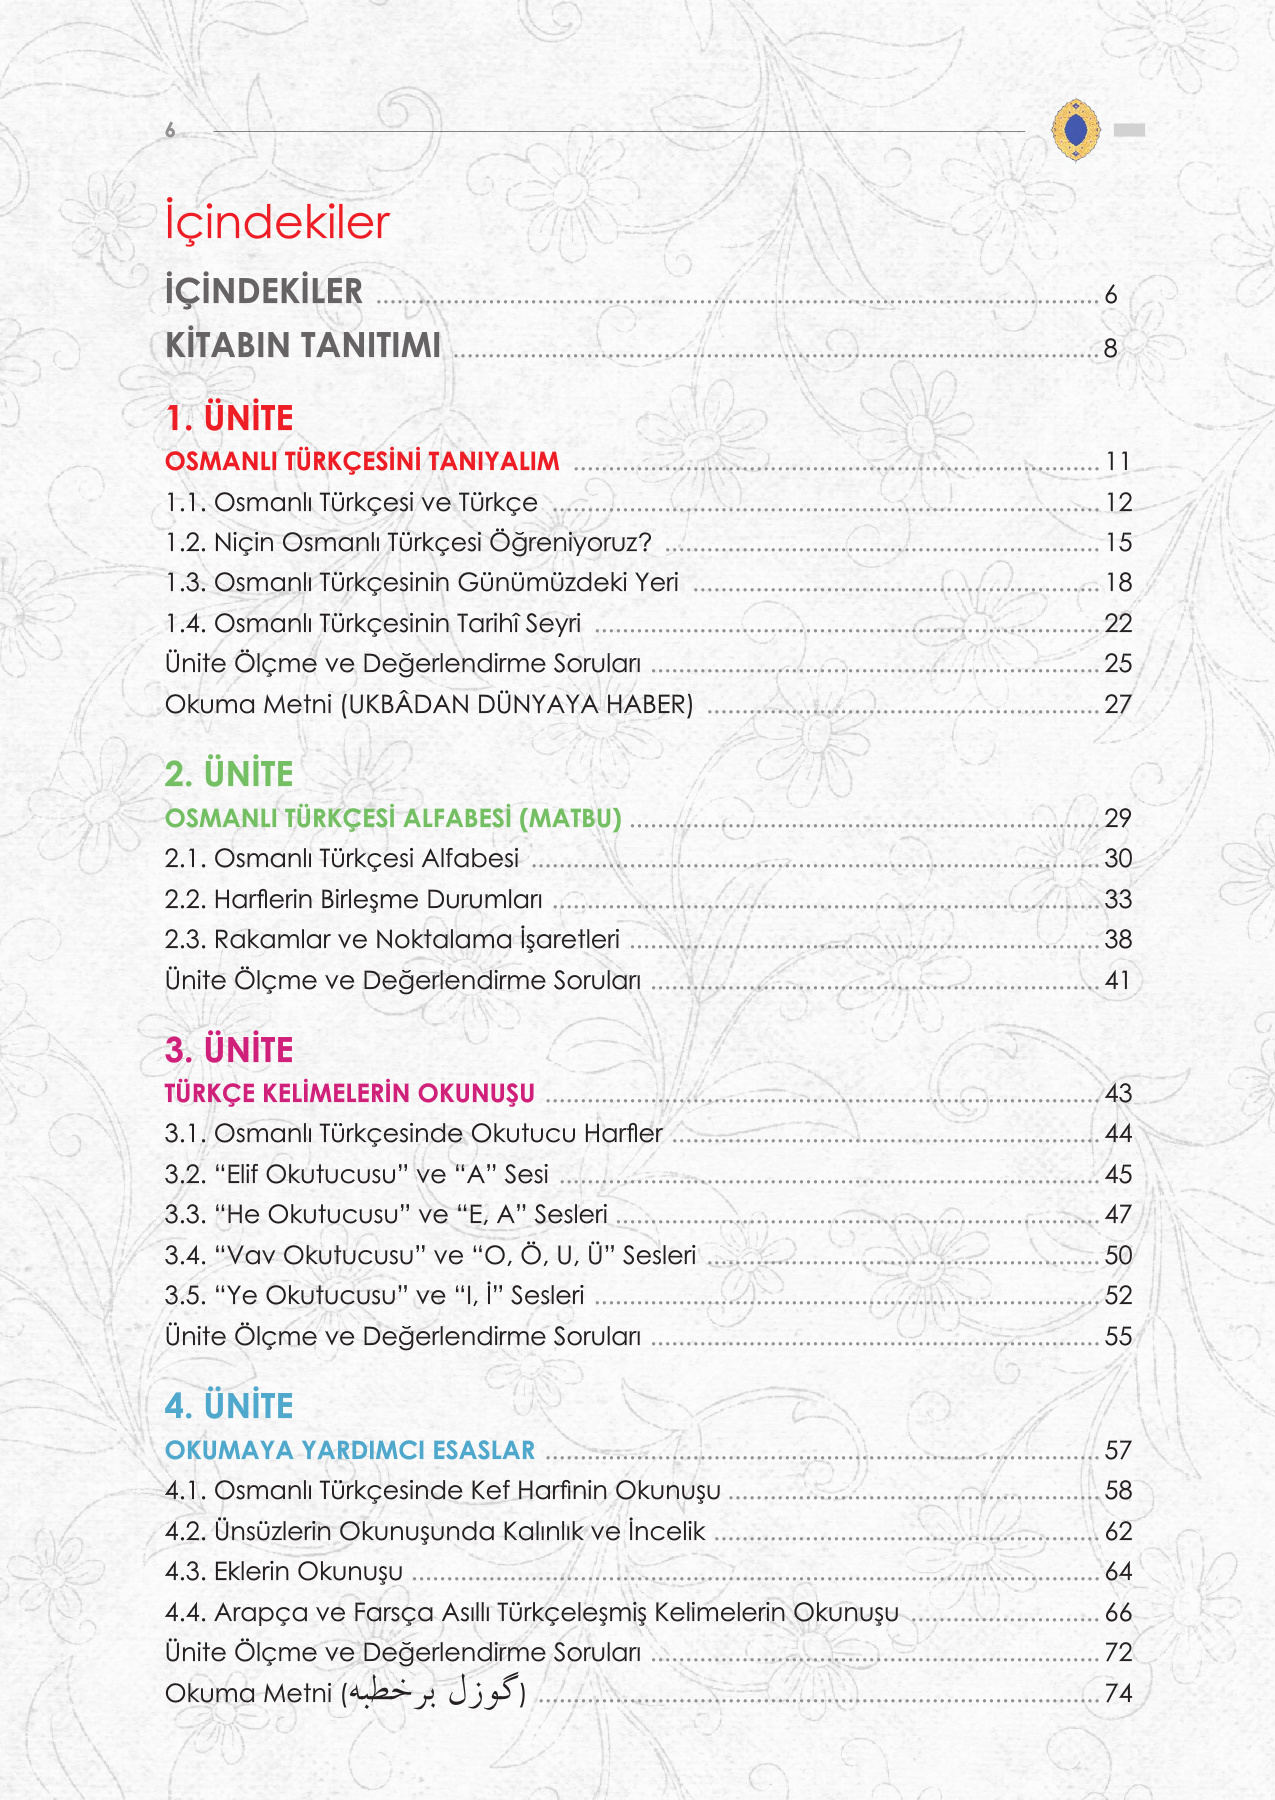 6
İçindekiler
İÇİNDEKİLER 6
KİTABIN TANITIMI 8
1. ÜNİTE
OSMANLI TÜRKÇESİNİ TANIYALIM 11
1.1. Osmanlı Türkçesi ve Türkçe 12
1.2. Niçin Osmanlı Türkçesi Öğreniyoruz? 15
1.3. Osmanlı Türkçesinin Günümüzdeki Yeri 18
1.4. Osmanlı Türkçesinin Tarihî Seyri 22
Ünite Ölçme ve Değerlendirme Soruları 25
Okuma Metni (UKBÂDAN DÜNYAYA HABER) 27
2. ÜNİTE
OSMANLI TÜRKÇESİ ALFABESİ (MATBU) 29
2.1. Osmanlı Türkçesi Alfabesi 30
2.2. Harflerin Birleşme Durumları 33
2.3. Rakamlar ve Noktalama İşaretleri 38
Ünite Ölçme ve Değerlendirme Soruları 41
3. ÜNİTE
TÜRKÇE KELİMELERİN OKUNUŞU 43
3.1. Osmanlı Türkçesinde Okutucu Harfler 44
3.2. “Elif Okutucusu” ve “A” Sesi 45
3.3. “He Okutucusu” ve “E, A” Sesleri 47
3.4. “Vav Okutucusu” ve “O, Ö, U, Ü” Sesleri 50
3.5. “Ye Okutucusu” ve “I, İ” Sesleri 52
Ünite Ölçme ve Değerlendirme Soruları 55
4. ÜNİTE
OKUMAYA YARDIMCI ESASLAR 57
4.1. Osmanlı Türkçesinde Kef Harfinin Okunuşu 58
4.2. Ünsüzlerin Okunuşunda Kalınlık ve İncelik 62
4.3. Eklerin Okunuşu 64
4.4. Arapça ve Farsça Asıllı Türkçeleşmiş Kelimelerin Okunuşu 66
Ünite Ölçme ve Değerlendirme Soruları 72
Okuma Metni (گوزل برخطبه) 74